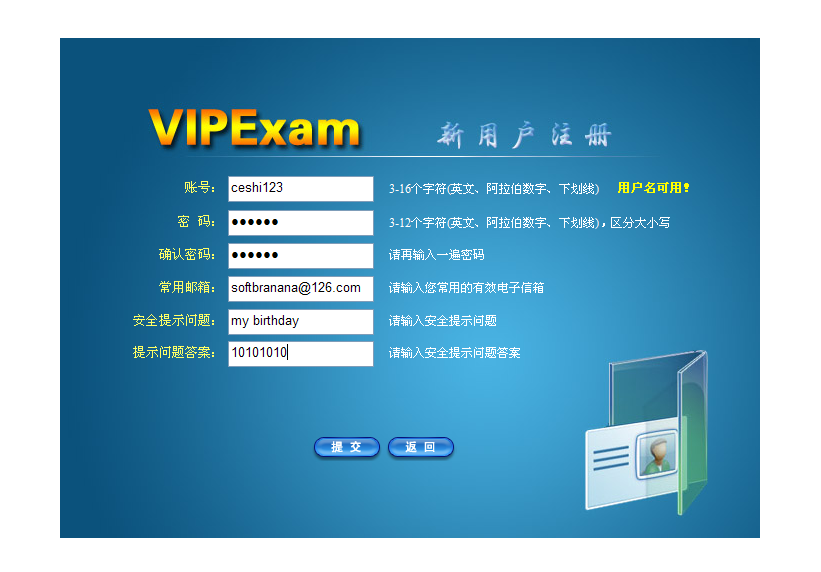 VIPExam 新用户注册
账号： ceshi123 3-16个字符(英文、阿拉伯数字、下划线) 用户名可用！
密 码： ●●●●●● 3-12个字符(英文、阿拉伯数字、下划线)，区分大小写
确认密码： ●●●●●● 请再输入一遍密码
常用邮箱： softbranana@126.com 请输入您常用的有效电子信箱
安全提示问题： my birthday 请输入安全提示问题
提示问题答案： 10101010 请输入安全提示问题答案
提 交 返 回